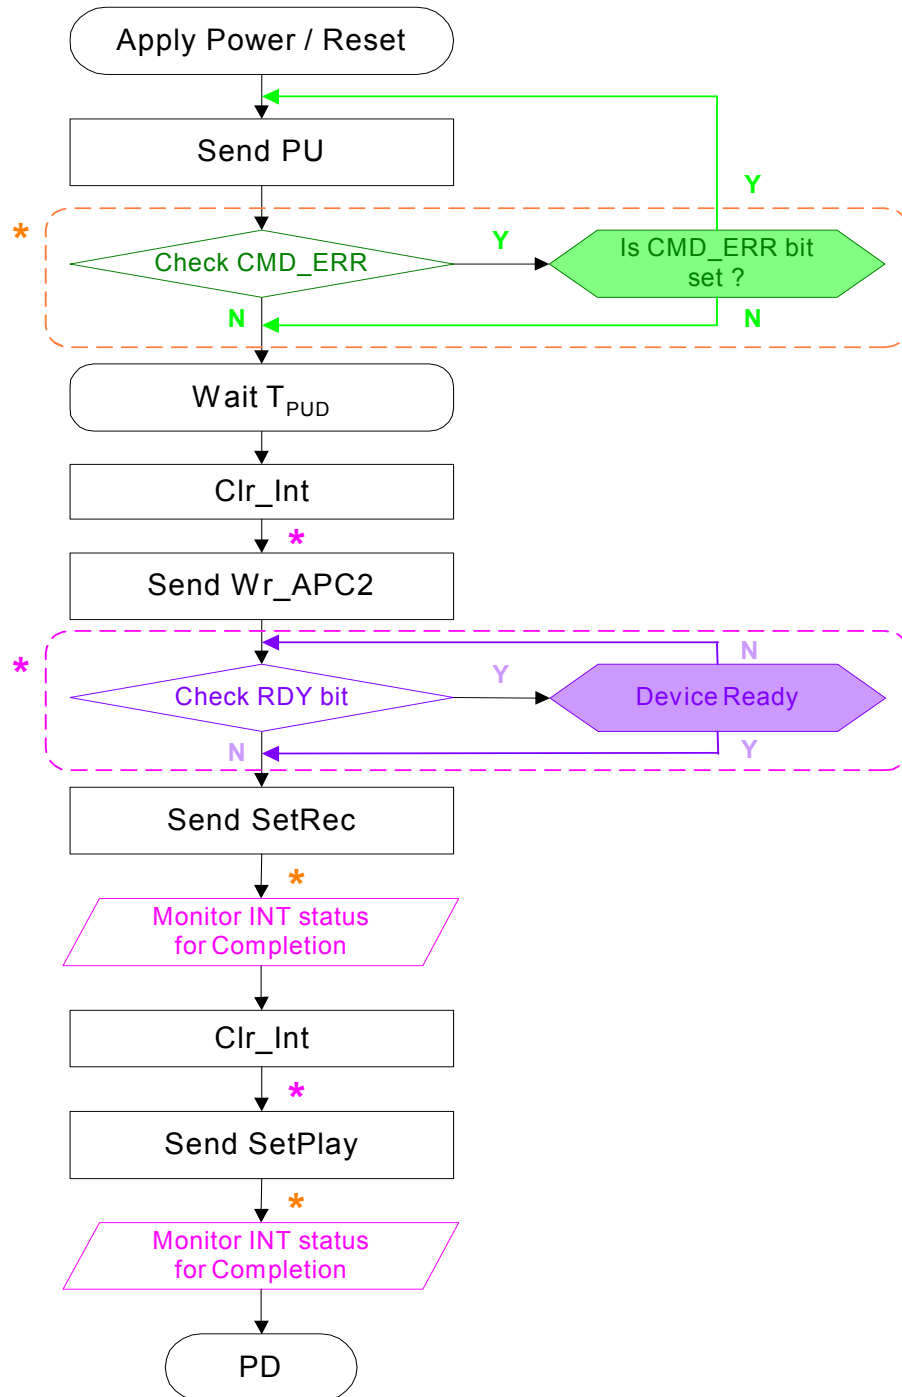 Apply Power / Reset
Send PU
Y
*
Check CMD_ERR
Y
Is CMD_ERR bit
set ?
N
N
Wait TPUD
Clr_Int
*
Send Wr_APC2
*
Check RDY bit
Y
N
Device Ready
N
Y
Send SetRec
*
Monitor INT status
for Completion
Clr_Int
*
Send SetPlay
*
Monitor INT status
for Completion
PD